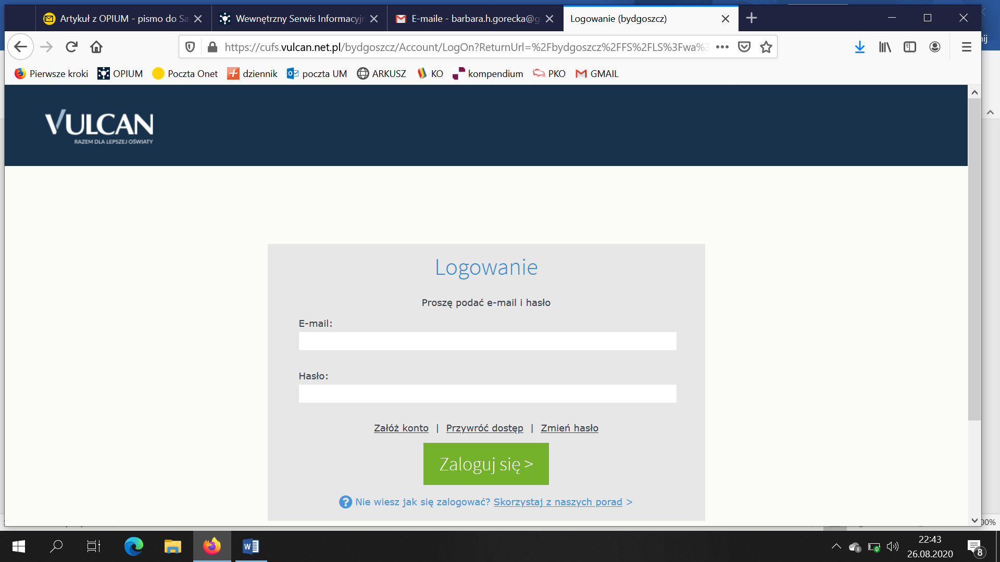 Artykuł z OPIUM - pismo do Sa
Wewnętrzny Serwis Informacyjn
E-maile - barbara.h.gorecka@g
Logowanie (bydgoszcz)
https://cufs.vulcan.net.pl/bydgoszcz/Account/LogOn?ReturnUrl=%2Fbydgoszcz%2FFS%2FLS%3Fwa%3
Pierwsze kroki
OPIUM
Poczta Onet
dziennik
poczta UM
ARKUSZ
KO
kompendium
PKO
GMAIL
VULCAN
RAZEM DLA LEPSZEJ OŚWIATY
Logowanie
Proszę podać e-mail i hasło
E-mail:
Hasło:
Załóż konto | Przywróć dostęp | Zmień hasło
Zaloguj się >
? Nie wiesz jak się zalogować? Skorzystaj z naszych porad >
22:43
26.08.2020
8